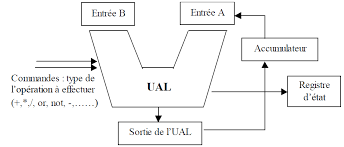 Entrée B
Entrée A
Accumulateur
Commandes : type de
l'opération à effectuer
(+,*,/, or, not, -,……)
UAL
Registre
d'état
Sortie de l'UAL